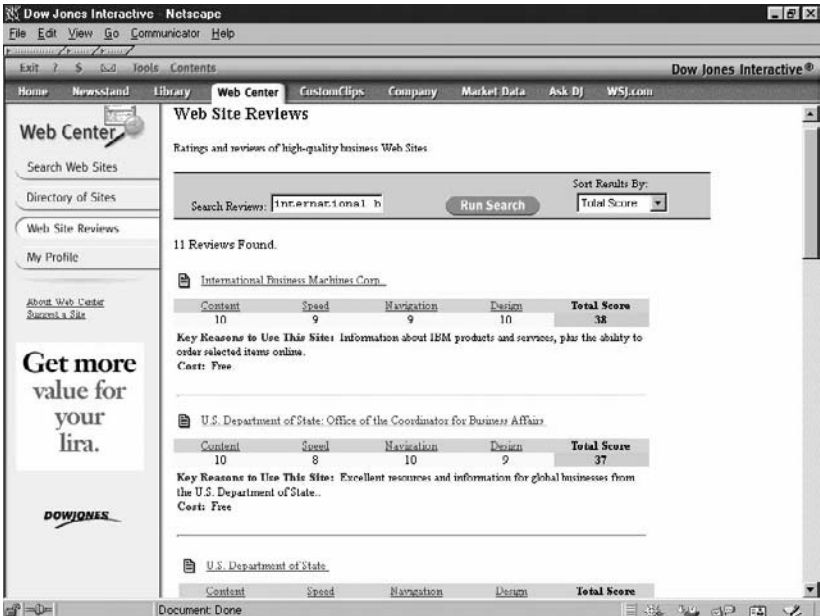 Dow Jones Interactive - Netscape
File Edit View Go Communicator Help
Exit ? $ Tools Contents
Dow Jones Interactive®
Home Newsstand Library Web Center CustomClips Company Market Data Ask DJ WSJ.com
Web Center
Search Web Sites
Directory of Sites
Web Site Reviews
My Profile
About Web Center
Suggest a Site
Get more
value for
your
lira.
DOWJONES
Web Site Reviews
Ratings and reviews of high-quality business Web Sites
Sort Results By:
Search Reviews: international b Run Search Total Score
11 Reviews Found.
International Business Machines Corp.
Content Speed Navigation Design Total Score
10 9 9 10 38
Key Reasons to Use This Site: Information about IBM products and services, plus the ability to
order selected items online.
Cost: Free.
U.S. Department of State: Office of the Coordinator for Business Affairs
Content Speed Navigation Design Total Score
10 8 10 9 37
Key Reasons to Use This Site: Excellent resources and information for global businesses from
the U.S. Department of State..
Cost: Free
U.S. Department of State
Content Speed Navigation Design Total Score
Document: Done